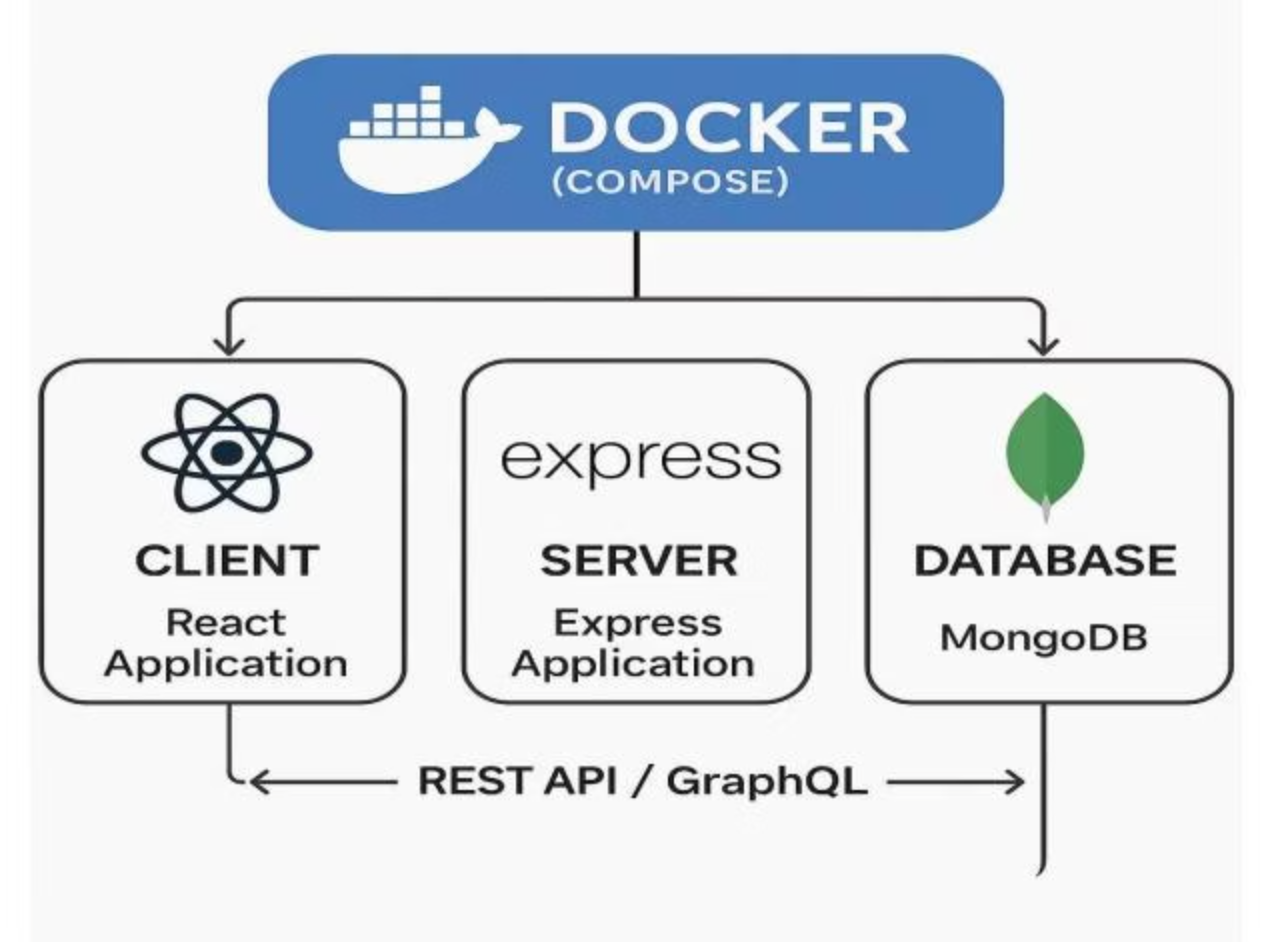 DOCKER
(COMPOSE)
express
CLIENT
React
Application
SERVER
Express
Application
DATABASE
MongoDB
REST API / GraphQL